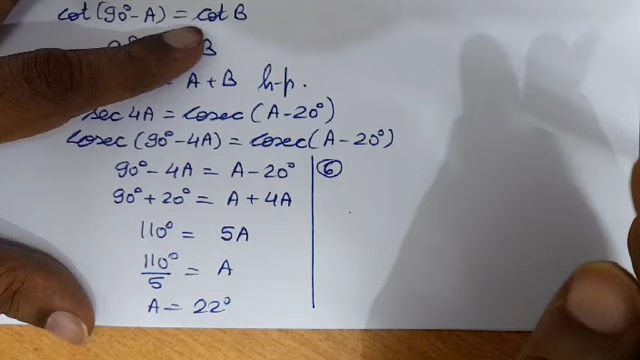 cot (90° - A) = cot B
B
= A + B h.p.
sec 4A = cosec (A - 20°)
cosec (90° - 4A) = cosec (A - 20°)
90° - 4A = A - 20°
90° + 20° = A + 4A
110° = 5A
110°/5 = A
A = 22°
6